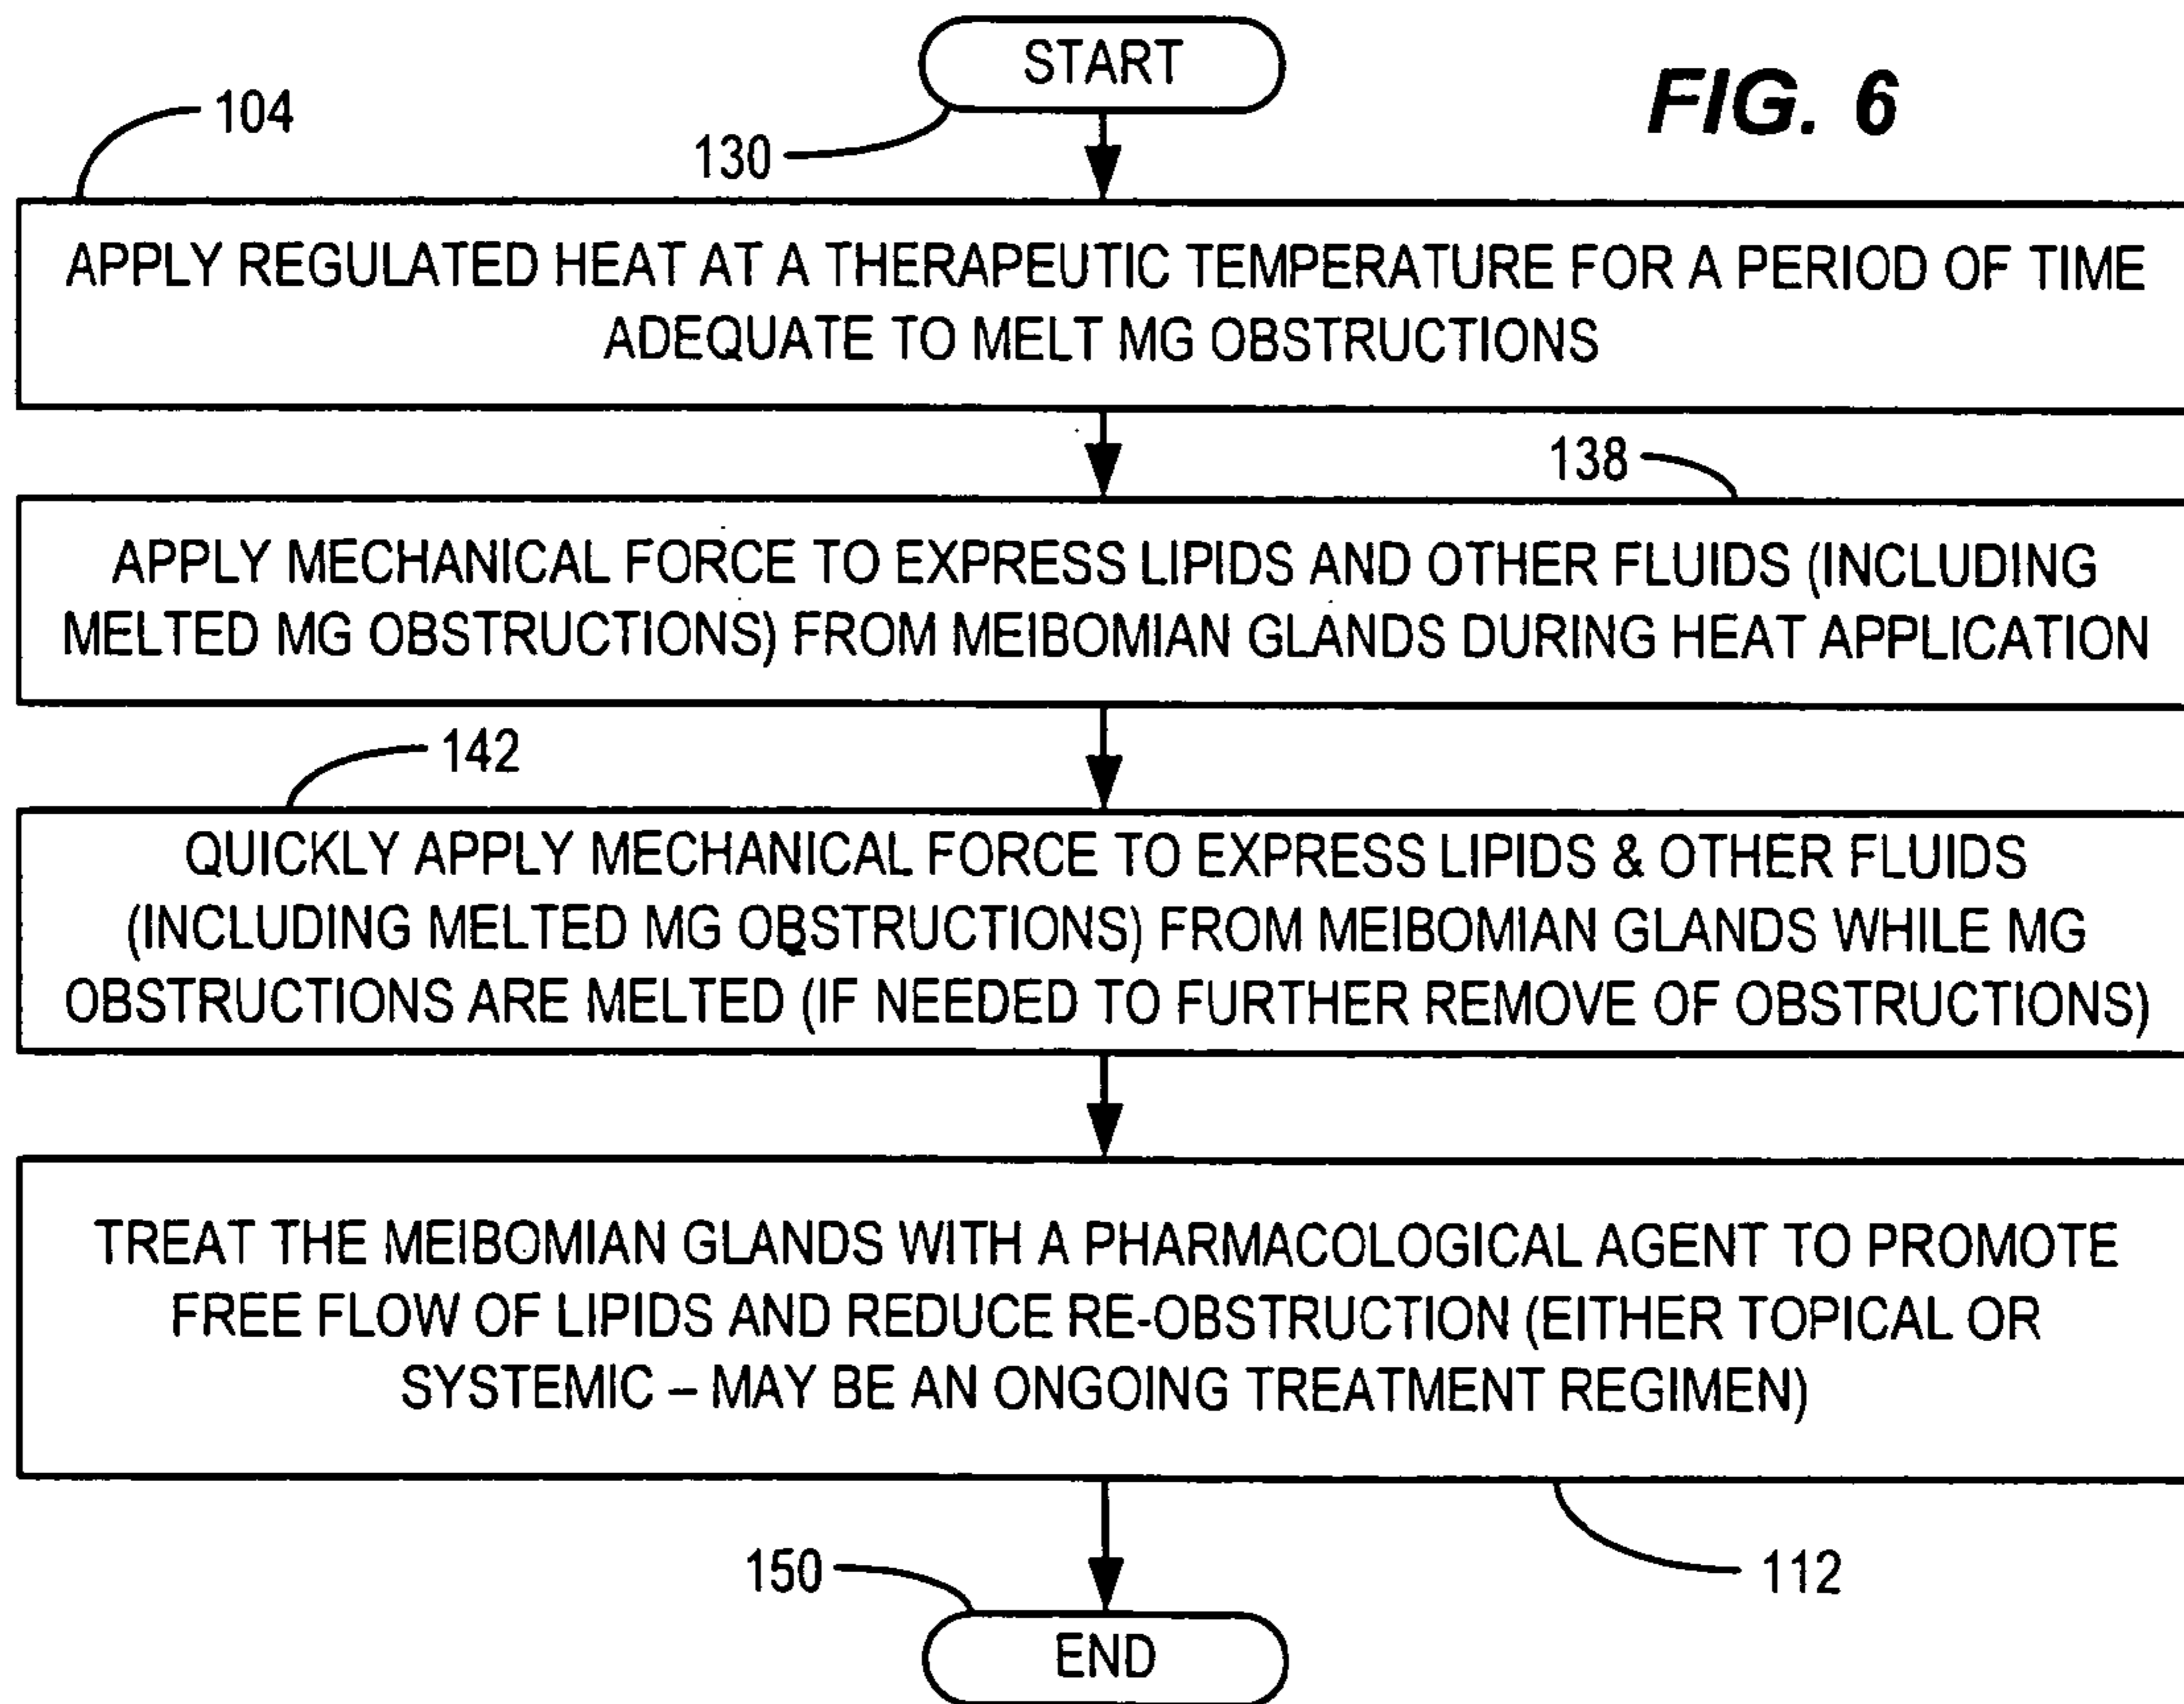 START
FIG. 6
104
130
APPLY REGULATED HEAT AT A THERAPEUTIC TEMPERATURE FOR A PERIOD OF TIME
ADEQUATE TO MELT MG OBSTRUCTIONS
138
APPLY MECHANICAL FORCE TO EXPRESS LIPIDS AND OTHER FLUIDS (INCLUDING
MELTED MG OBSTRUCTIONS) FROM MEIBOMIAN GLANDS DURING HEAT APPLICATION
142
QUICKLY APPLY MECHANICAL FORCE TO EXPRESS LIPIDS & OTHER FLUIDS
(INCLUDING MELTED MG OBSTRUCTIONS) FROM MEIBOMIAN GLANDS WHILE MG
OBSTRUCTIONS ARE MELTED (IF NEEDED TO FURTHER REMOVE OF OBSTRUCTIONS)
TREAT THE MEIBOMIAN GLANDS WITH A PHARMACOLOGICAL AGENT TO PROMOTE
FREE FLOW OF LIPIDS AND REDUCE RE-OBSTRUCTION (EITHER TOPICAL OR
SYSTEMIC – MAY BE AN ONGOING TREATMENT REGIMEN)
150
112
END